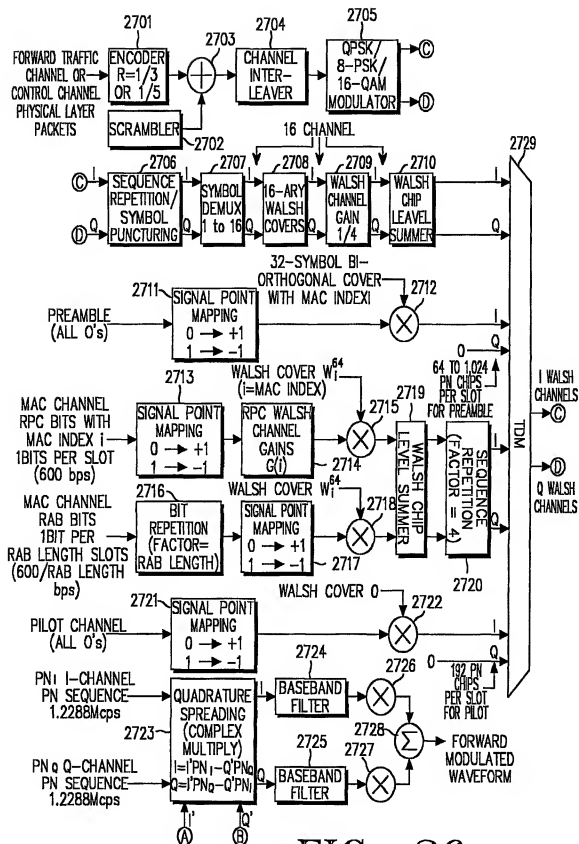 2701
2703
2704
2705
FORWARD TRAFFIC
CHANNEL OR
CONTROL CHANNEL
PHYSICAL LAYER
PACKETS
ENCODER
R=1/3
OR 1/5
SCRAMBLER
2702
CHANNEL
INTER-
LEAVER
QPSK/
8-PSK/
16-QAM
MODULATOR
C
D
16 CHANNEL
2729
2706
2707
2708
2709
2710
C
I
D
Q
SEQUENCE
REPETITION/
SYMBOL
PUNCTURING
I
Q
SYMBOL
DEMUX
1 to 16
I
Q
16-ARY
WALSH
COVERS
I
Q
WALSH
CHANNEL
GAIN
1/4
I
Q
WALSH
CHIP
LEAVEL
SUMMER
I
Q
32-SYMBOL BI-
ORTHOGONAL COVER
WITH MAC INDEXI
2711
2712
PREAMBLE
(ALL O's)
SIGNAL POINT
MAPPING
0 → +1
1 → -1
I
0
Q
64 TO 1,024
PN CHIPS
PER SLOT
FOR PREAMBLE
2713
WALSH COVER W_i^64
(i=MAC INDEX)
2715
2719
MAC CHANNEL
RPC BITS WITH
MAC INDEX i
1BITS PER SLOT
(600 bps)
SIGNAL POINT
MAPPING
0 → +1
1 → -1
RPC WALSH
CHANNEL
GAINS
G(i)
2714
WALSH CHIP
LEVEL SUMMER
SEQUENCE
REPETITION
(FACTOR = 4)
2720
I
Q
TDM
I WALSH
CHANNELS
C
D
Q WALSH
CHANNELS
2716
WALSH COVER W_i^64
2718
MAC CHANNEL
RAB BITS
1BIT PER
RAB LENGTH SLOTS
(600/RAB LENGTH
bps)
BIT
REPETITION
(FACTOR=
RAB LENGTH)
SIGNAL POINT
MAPPING
0 → +1
1 → -1
2717
2721
WALSH COVER 0
2722
PILOT CHANNEL
(ALL O's)
SIGNAL POINT
MAPPING
0 → +1
1 → -1
I
0
Q
192 PN
CHIPS
PER SLOT
FOR PILOT
2724
2726
PN_I I-CHANNEL
PN SEQUENCE
1.2288Mcps
2723
QUADRATURE
SPREADING
(COMPLEX
MULTIPLY)
I=I'PN_I-Q'PN_Q
Q=I'PN_Q-Q'PN_I
I
BASEBAND
FILTER
2725
2727
2728
Σ
FORWARD
MODULATED
WAVEFORM
PN_Q Q-CHANNEL
PN SEQUENCE
1.2288Mcps
Q
BASEBAND
FILTER
I'
Q'
A
B